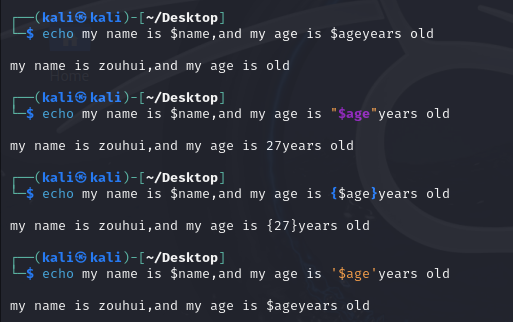 ┌──(kali㉿kali)-[~/Desktop]
└─$ echo my name is $name,and my age is $ageyears old
my name is zouhui,and my age is old
Home
┌──(kali㉿kali)-[~/Desktop]
└─$ echo my name is $name,and my age is "$age"years old
my name is zouhui,and my age is 27years old
┌──(kali㉿kali)-[~/Desktop]
└─$ echo my name is $name,and my age is {$age}years old
my name is zouhui,and my age is {27}years old
┌──(kali㉿kali)-[~/Desktop]
└─$ echo my name is $name,and my age is '$age'years old
my name is zouhui,and my age is $ageyears old